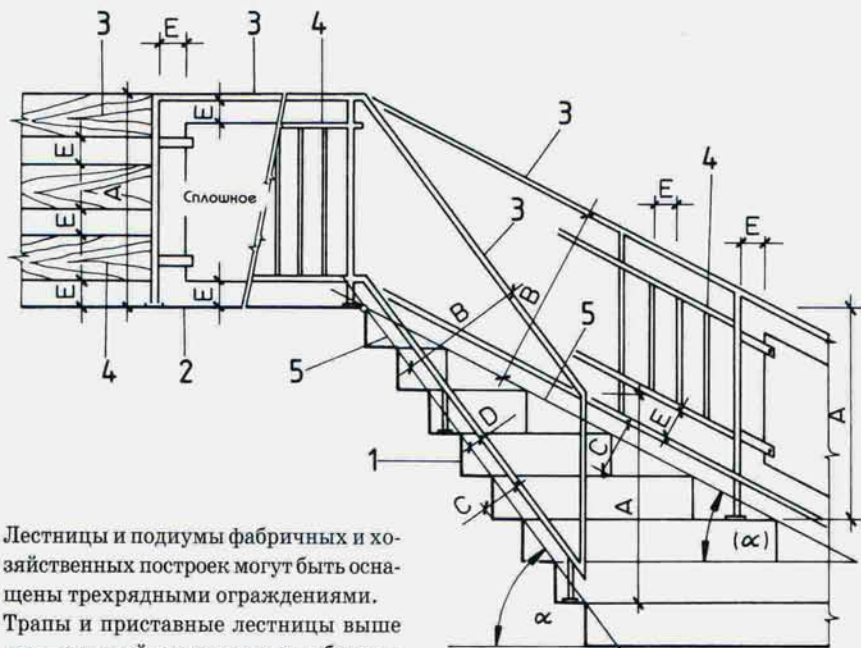 3
E
3
4
E
3
3
4
E
E
E
A
E
E
E
Сплошное
E
B
B
5
A
4
2
5
D
C
E
1
C
A
(α)
α
Лестницы и подиумы фабричных и хо-
зяйственных построек могут быть осна-
щены трехрядными ограждениями.
Трапы и приставные лестницы выше